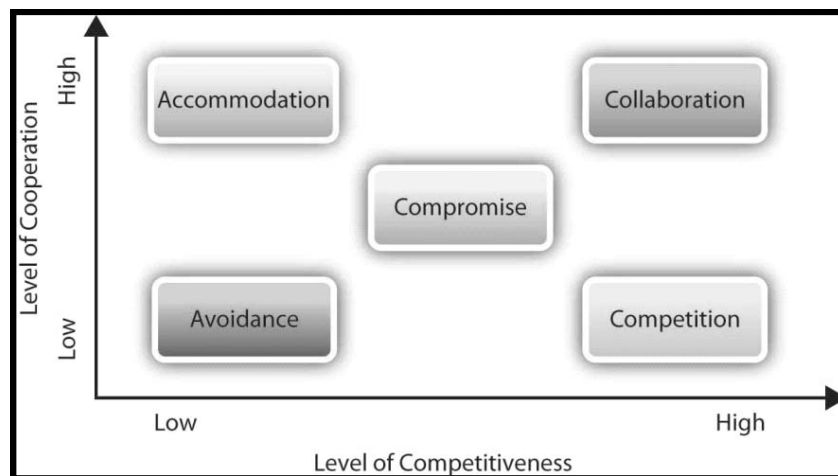 High
Accommodation
Collaboration
Level of Cooperation
Compromise
Avoidance
Competition
Low
Low
High
Level of Competitiveness